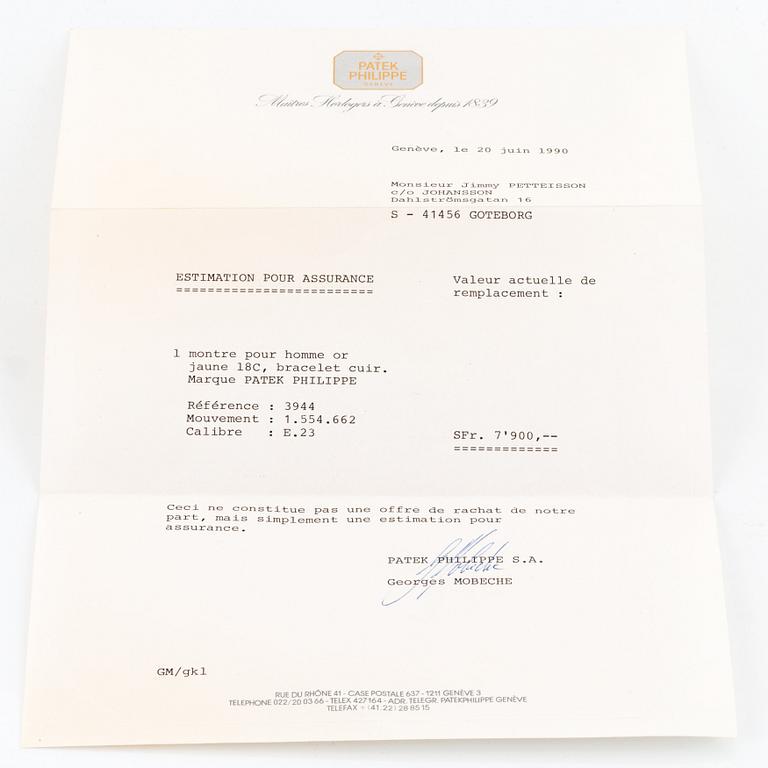 PATEK
PHILIPPE
GENEVE
Maîtres Horlogers à Genève depuis 1839
Genève, le 20 juin 1990
Monsieur Jimmy PETTEISSON
c/o JOHANSSON
Dahlströmsgatan 16
S - 41456 GOTEBORG
ESTIMATION POUR ASSURANCE
=========================
Valeur actuelle de
remplacement :
1 montre pour homme or
jaune 18C, bracelet cuir.
Marque PATEK PHILIPPE
Référence : 3944
Mouvement : 1.554.662
Calibre : E.23
SFr. 7'900,--
=============
Ceci ne constitue pas une offre de rachat de notre
part, mais simplement une estimation pour
assurance.
PATEK PHILIPPE S.A.
Georges MOBECHE
GM/gkl
RUE DU RHÔNE 41 - CASE POSTALE 637 - 1211 GENÈVE 3
TELEPHONE 022/20 03 66 - TELEX 427164 - ADR. TELEGR. PATEKPHILIPPE GENÈVE
TELEFAX + (41.22) 28 85 15